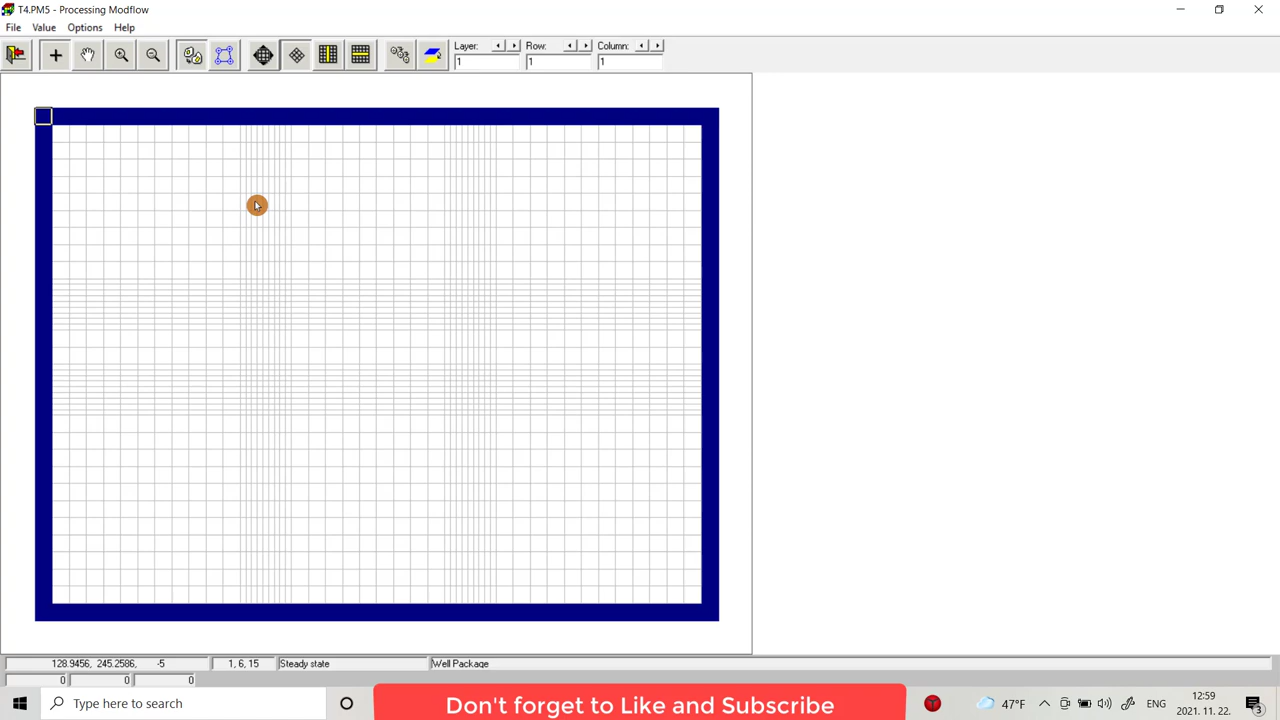 T4.PM5 - Processing Modflow
File Value Options Help
Layer: Row: Column:
1 1 1
128.9456, 245.2586, -5 1, 6, 15 Steady state Well Package
0 0 0
Type here to search
Don't forget to Like and Subscribe
47°F
ENG
12:59
2021. 11. 22.
3